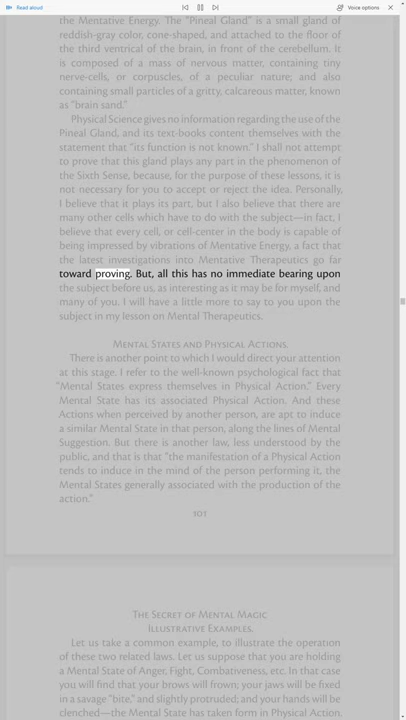 Read aloud
Voice options
the Mentative Energy. The "Pineal Gland" is a small gland of
reddish-gray color, cone-shaped, and attached to the floor of
the third ventrical of the brain, in front of the cerebellum. It
is composed of a mass of nervous matter, containing tiny
nerve-cells, or corpuscles, of a peculiar nature; and also
containing small particles of a gritty, calcareous matter, known
as "brain sand."
Physical Science gives no information regarding the use of the
Pineal Gland, and its text-books content themselves with the
statement that "its function is not known." I shall not attempt
to prove that this gland plays any part in the phenomenon of
the Sixth Sense, because, for the purpose of these lessons, it is
not necessary for you to accept or reject the idea. Personally,
I believe that it plays its part, but I also believe that there are
many other cells which have to do with the subject—in fact, I
believe that every cell, or cell-center in the body is capable of
being impressed by vibrations of Mentative Energy, a fact that
the latest investigations into Mentative Therapeutics go far
toward proving. But, all this has no immediate bearing upon
the subject before us, as interesting as it may be for myself, and
many of you. I will have a little more to say to you upon the
subject in my lesson on Mental Therapeutics.
Mental States and Physical Actions.
There is another point to which I would direct your attention
at this stage. I refer to the well-known psychological fact that
"Mental States express themselves in Physical Action." Every
Mental State has its associated Physical Action. And these
Actions when perceived by another person, are apt to induce
a similar Mental State in that person, along the lines of Mental
Suggestion. But there is another law, less understood by the
public, and that is that "the manifestation of a Physical Action
tends to induce in the mind of the person performing it, the
Mental States generally associated with the production of the
action."
101
The Secret of Mental Magic
Illustrative Examples.
Let us take a common example, to illustrate the operation
of these two related laws. Let us suppose that you are holding
a Mental State of Anger, Fight, Combativeness, etc. In that case
you will find that your brows will frown; your jaws will be fixed
in a savage "bite," and slightly protruded; and your hands will be
clenched—the Mental State has taken form in Physical Action.